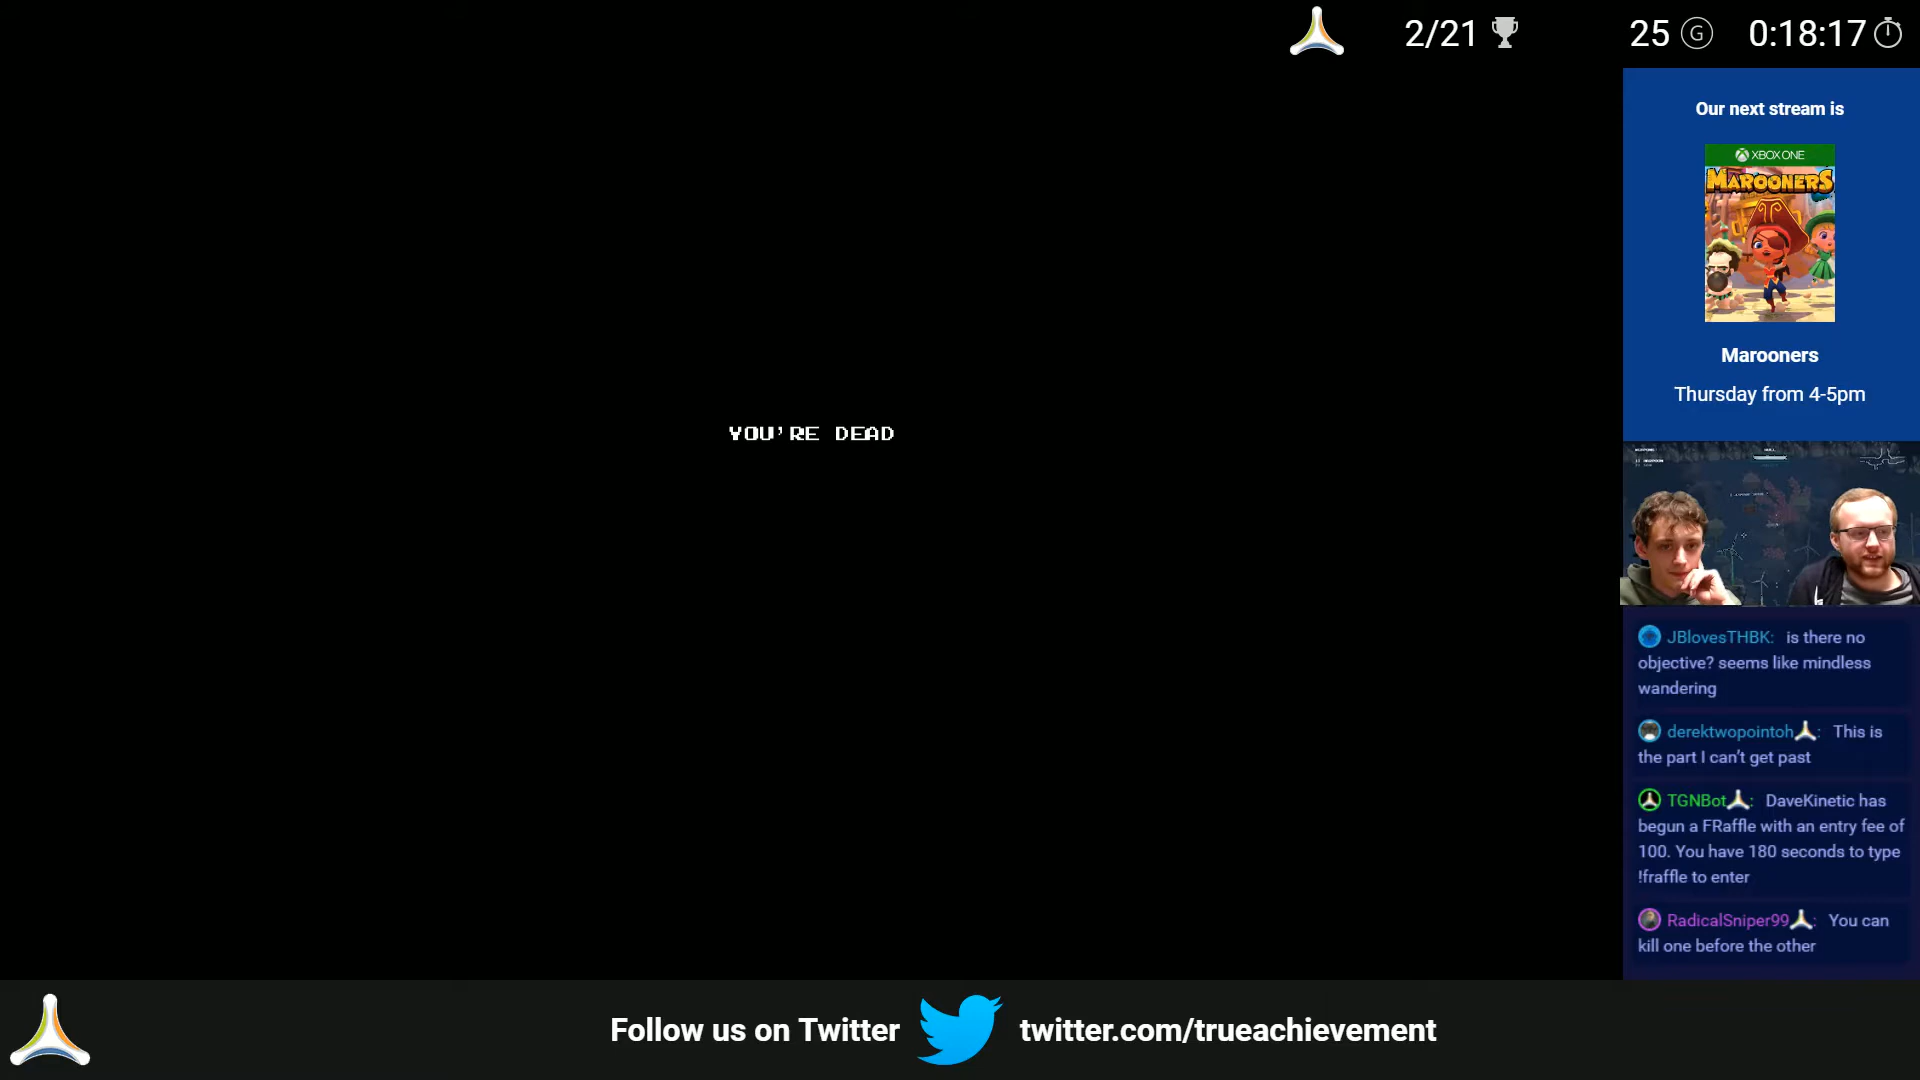 2/21
25 G 0:18:17
Our next stream is
XBOX ONE
MAROONERS
Marooners
Thursday from 4-5pm
YOU'RE DEAD
JBlovesTHBK: is there no
objective? seems like mindless
wandering
derektwopointoh: This is
the part I can't get past
TGNBot: DaveKinetic has
begun a FRaffle with an entry fee of
100. You have 180 seconds to type
!fraffle to enter
RadicalSniper99: You can
kill one before the other
Follow us on Twitter twitter.com/trueachievement